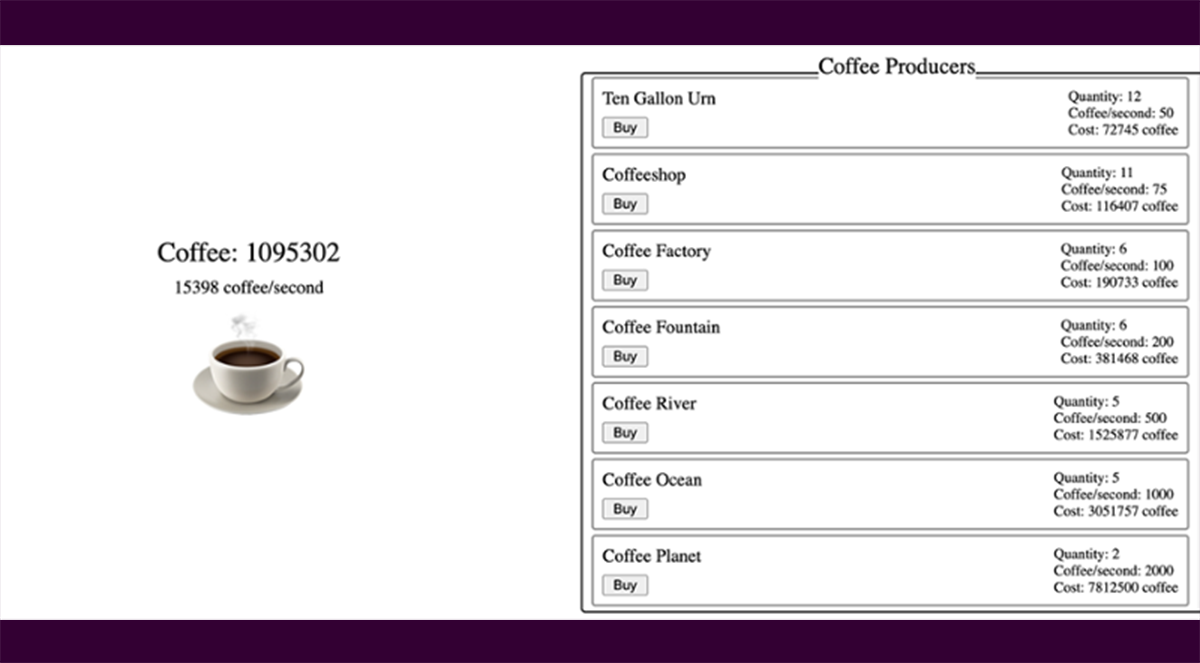 Coffee: 1095302
15398 coffee/second
Coffee Producers
Ten Gallon Urn
Buy
Quantity: 12
Coffee/second: 50
Cost: 72745 coffee
Coffeeshop
Buy
Quantity: 11
Coffee/second: 75
Cost: 116407 coffee
Coffee Factory
Buy
Quantity: 6
Coffee/second: 100
Cost: 190733 coffee
Coffee Fountain
Buy
Quantity: 6
Coffee/second: 200
Cost: 381468 coffee
Coffee River
Buy
Quantity: 5
Coffee/second: 500
Cost: 1525877 coffee
Coffee Ocean
Buy
Quantity: 5
Coffee/second: 1000
Cost: 3051757 coffee
Coffee Planet
Buy
Quantity: 2
Coffee/second: 2000
Cost: 7812500 coffee